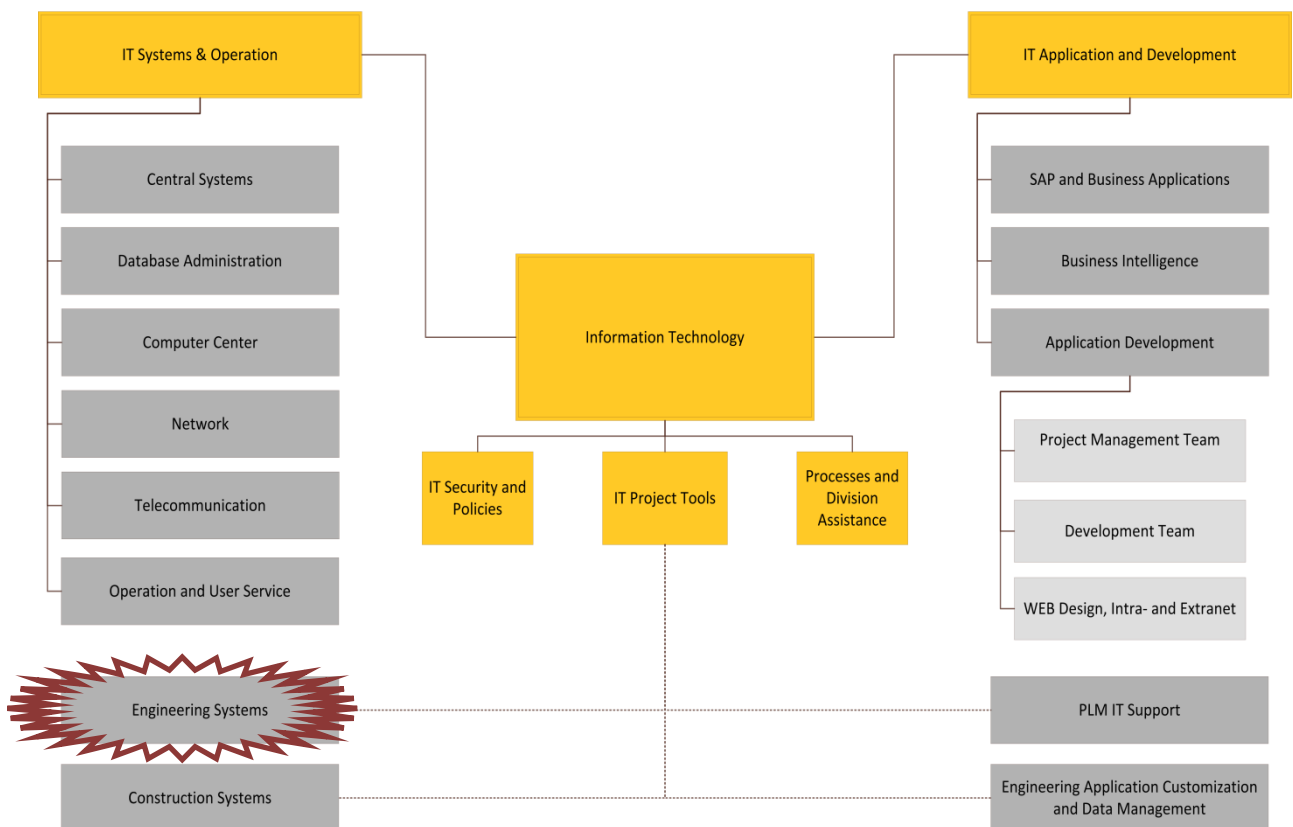 IT Systems & Operation
IT Application and Development
Central Systems
Database Administration
Computer Center
Network
Telecommunication
Operation and User Service
Engineering Systems
Construction Systems
Information Technology
IT Security and
Policies
IT Project Tools
Processes and
Division
Assistance
SAP and Business Applications
Business Intelligence
Application Development
Project Management Team
Development Team
WEB Design, Intra- and Extranet
PLM IT Support
Engineering Application Customization
and Data Management